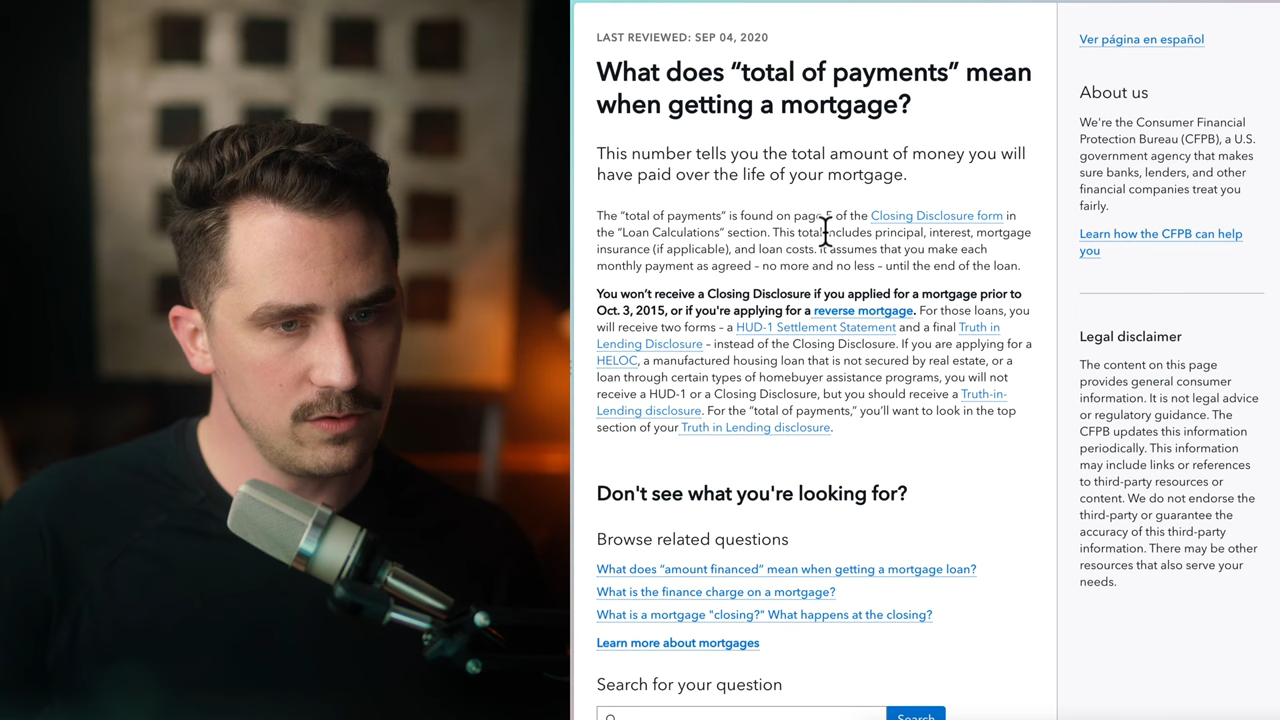 LAST REVIEWED: SEP 04, 2020
What does “total of payments” mean
when getting a mortgage?
This number tells you the total amount of money you will
have paid over the life of your mortgage.
The “total of payments” is found on page 5 of the Closing Disclosure form in
the “Loan Calculations” section. This total includes principal, interest, mortgage
insurance (if applicable), and loan costs. It assumes that you make each
monthly payment as agreed – no more and no less – until the end of the loan.
You won’t receive a Closing Disclosure if you applied for a mortgage prior to
Oct. 3, 2015, or if you're applying for a reverse mortgage. For those loans, you
will receive two forms – a HUD-1 Settlement Statement and a final Truth in
Lending Disclosure – instead of the Closing Disclosure. If you are applying for a
HELOC, a manufactured housing loan that is not secured by real estate, or a
loan through certain types of homebuyer assistance programs, you will not
receive a HUD-1 or a Closing Disclosure, but you should receive a Truth-in-
Lending disclosure. For the “total of payments,” you’ll want to look in the top
section of your Truth in Lending disclosure.
Don't see what you're looking for?
Browse related questions
What does “amount financed” mean when getting a mortgage loan?
What is the finance charge on a mortgage?
What is a mortgage "closing?" What happens at the closing?
Learn more about mortgages
Search for your question
Search
Ver página en español
About us
We're the Consumer Financial
Protection Bureau (CFPB), a U.S.
government agency that makes
sure banks, lenders, and other
financial companies treat you
fairly.
Learn how the CFPB can help
you
Legal disclaimer
The content on this page
provides general consumer
information. It is not legal advice
or regulatory guidance. The
CFPB updates this information
periodically. This information
may include links or references
to third-party resources or
content. We do not endorse the
third-party or guarantee the
accuracy of this third-party
information. There may be other
resources that also serve your
needs.